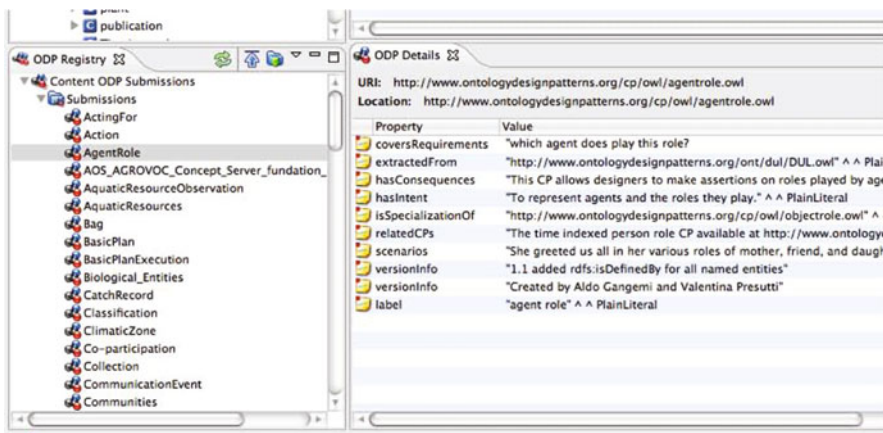 publication
ODP Registry
Content ODP Submissions
Submissions
ActingFor
Action
AgentRole
AOS_AGROVOC_Concept_Server_fundation_
AquaticResourceObservation
AquaticResources
Bag
BasicPlan
BasicPlanExecution
Biological_Entities
CatchRecord
Classification
ClimaticZone
Co-participation
Collection
CommunicationEvent
Communities
ODP Details
URI: http://www.ontologydesignpatterns.org/cp/owl/agentrole.owl
Location: http://www.ontologydesignpatterns.org/cp/owl/agentrole.owl
Property Value
coversRequirements "which agent does play this role?
extractedFrom "http://www.ontologydesignpatterns.org/ont/dul/DUL.owl" ^ ^ Plai
hasConsequences "This CP allows designers to make assertions on roles played by age
hasIntent "To represent agents and the roles they play." ^ ^ PlainLiteral
isSpecializationOf "http://www.ontologydesignpatterns.org/cp/owl/objectrole.owl" ^
relatedCPs "The time indexed person role CP available at http://www.ontology
scenarios "She greeted us all in her various roles of mother, friend, and daugh
versionInfo "1.1 added rdfs:isDefinedBy for all named entities"
versionInfo "Created by Aldo Gangemi and Valentina Presutti"
label "agent role" ^ ^ PlainLiteral